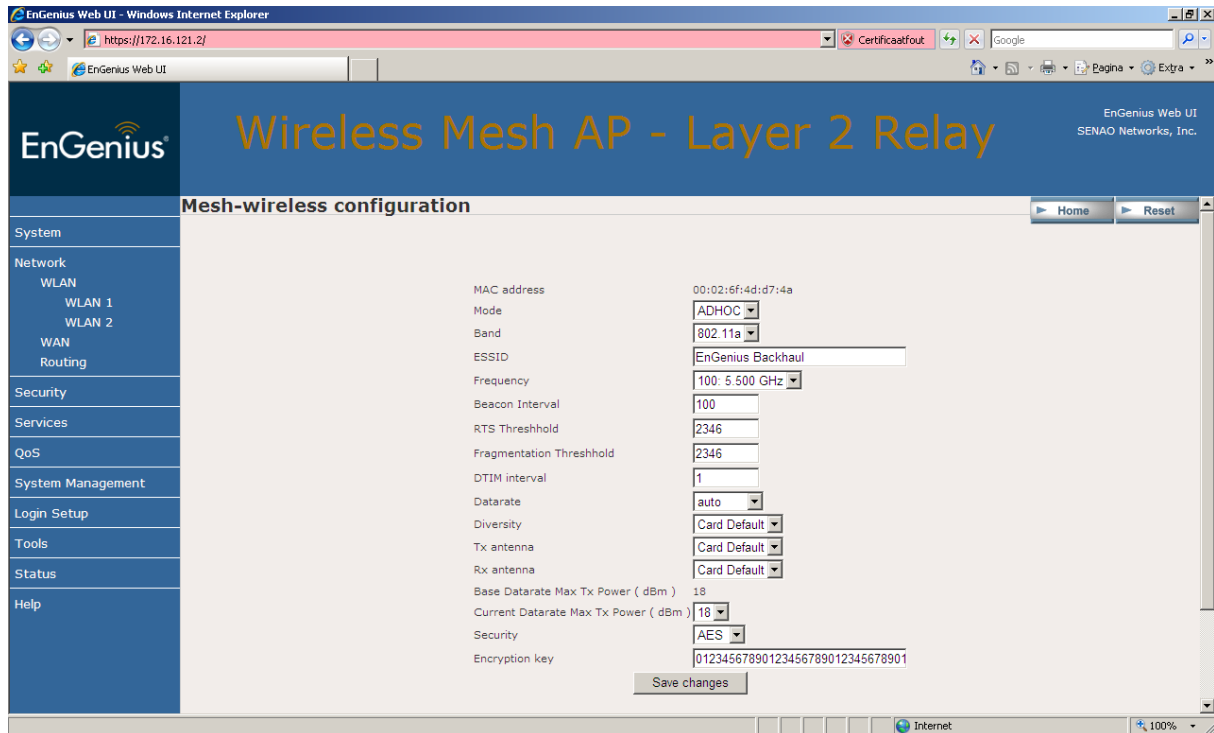 EnGenius Web UI - Windows Internet Explorer
https://172.16.121.2/
Certificaatfout
Google
EnGenius Web UI
Pagina
Extra
»
EnGenius®
Wireless Mesh AP - Layer 2 Relay
EnGenius Web UI
SENAO Networks, Inc.
Mesh-wireless configuration
Home
Reset
System
Network
WLAN
WLAN 1
WLAN 2
WAN
Routing
Security
Services
QoS
System Management
Login Setup
Tools
Status
Help
MAC address 00:02:6f:4d:d7:4a
Mode ADHOC
Band 802.11a
ESSID EnGenius Backhaul
Frequency 100: 5.500 GHz
Beacon Interval 100
RTS Threshhold 2346
Fragmentation Threshhold 2346
DTIM interval 1
Datarate auto
Diversity Card Default
Tx antenna Card Default
Rx antenna Card Default
Base Datarate Max Tx Power ( dBm ) 18
Current Datarate Max Tx Power ( dBm ) 18
Security AES
Encryption key 01234567890123456789012345678901
Save changes
Internet
100%